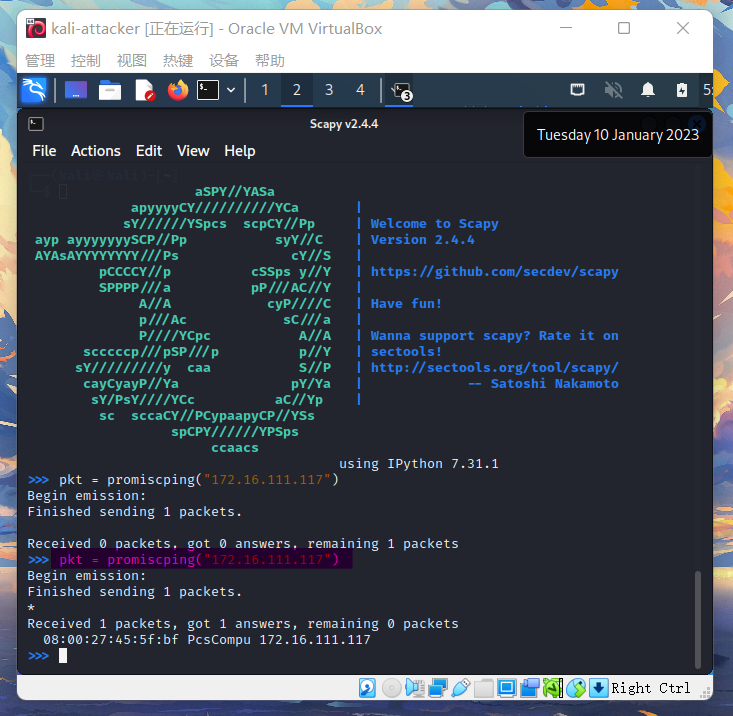 kali-attacker [正在运行] - Oracle VM VirtualBox
管理 控制 视图 热键 设备 帮助
1 2 3 4 3 5:
Scapy v2.4.4
Tuesday 10 January 2023
File Actions Edit View Help
aSPY//YASa
apyyyyCY//////////YCa |
sY//////YSpcs scpCY//Pp | Welcome to Scapy
ayp ayyyyyyySCP//Pp syY//C | Version 2.4.4
AYAsAYYYYYYYY///Ps cY//S |
pCCCCY//p cSSps y//Y | https://github.com/secdev/scapy
SPPPP///a pP///AC//Y |
A//A cyP////C | Have fun!
p///Ac sC///a |
P////YCpc A//A | Wanna support scapy? Rate it on
scccccp///pSP///p p//Y | sectools!
sY/////////y caa S//P | http://sectools.org/tool/scapy/
cayCyayP//Ya pY/Ya | -- Satoshi Nakamoto
sY/PsY////YCc aC//Yp |
sc sccaCY//PCypaapyCP//YSs
spCPY//////YPSps
ccaacs
using IPython 7.31.1
>>> pkt = promiscping("172.16.111.117")
Begin emission:
Finished sending 1 packets.
Received 0 packets, got 0 answers, remaining 1 packets
>>> pkt = promiscping("172.16.111.117")
Begin emission:
Finished sending 1 packets.
*
Received 1 packets, got 1 answers, remaining 0 packets
08:00:27:45:5f:bf PcsCompu 172.16.111.117
>>>
Right Ctrl